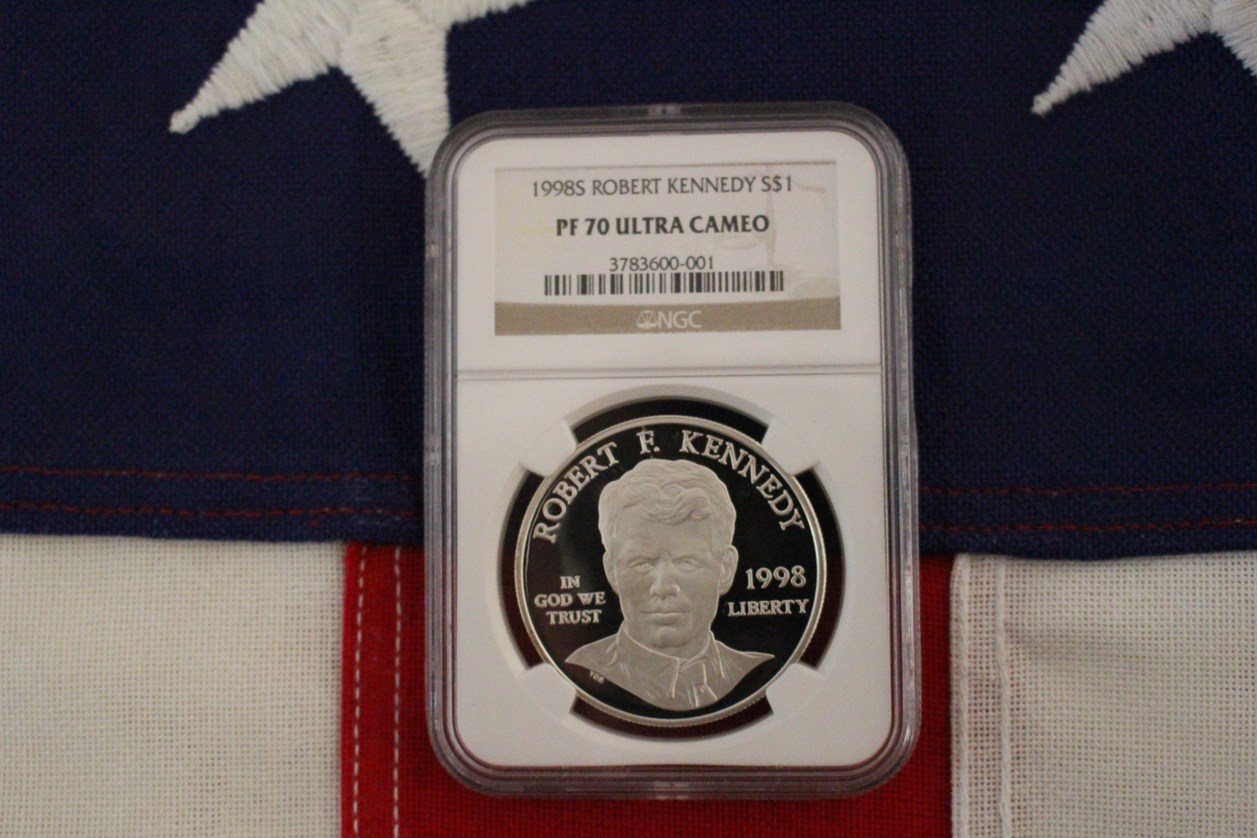 1998S ROBERT KENNEDY S$1
PF 70 ULTRA CAMEO
3783600-001
NGC
ROBERT F. KENNEDY
IN
GOD WE
TRUST
1998
LIBERTY